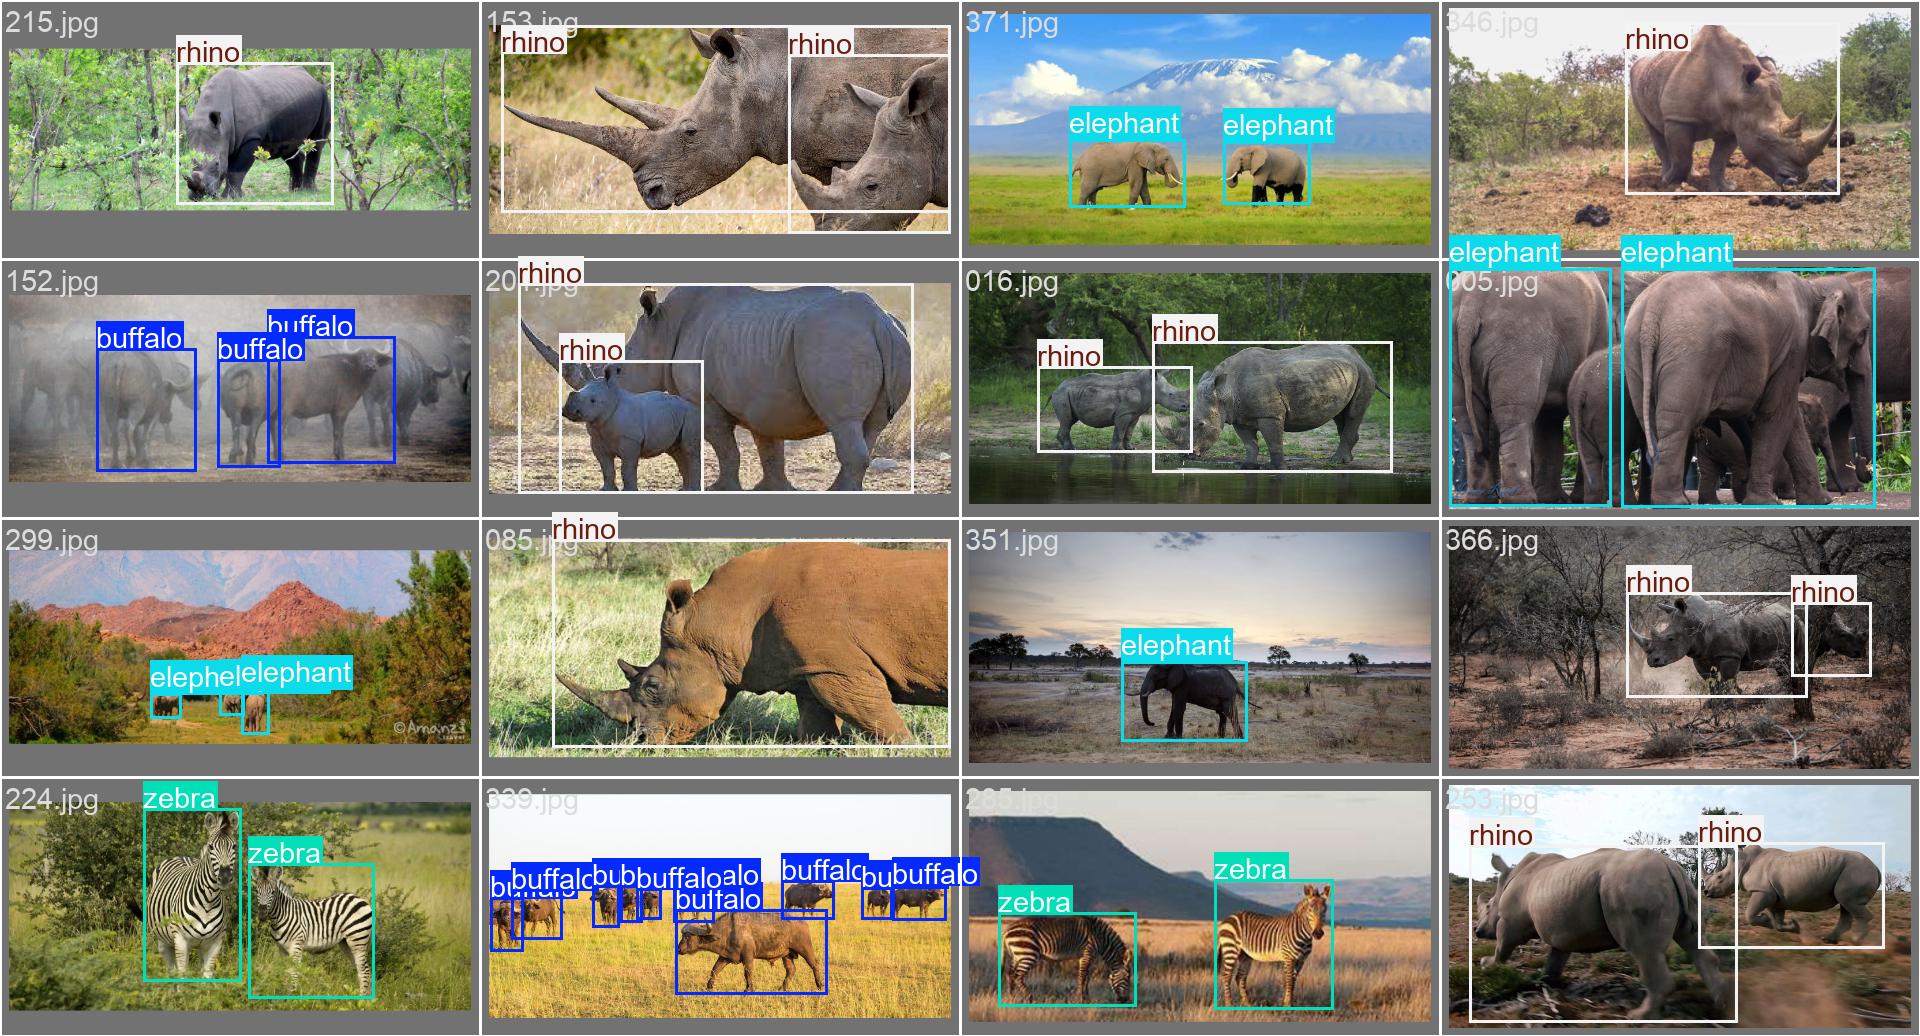 215.jpg
rhino
153.jpg
rhino
rhino
371.jpg
elephant
elephant
346.jpg
rhino
152.jpg
buffalo
buffalo
buffalo
rhino
rhino
016.jpg
rhino
rhino
005.jpg
elephant
elephant
299.jpg
elephant
©Amanzi
travel
085.jpg
rhino
351.jpg
elephant
366.jpg
rhino
rhino
224.jpg
zebra
zebra
339.jpg
buffalo
buffalo
buffalo
buffalo
buffalo
285.jpg
zebra
zebra
253.jpg
rhino
rhino